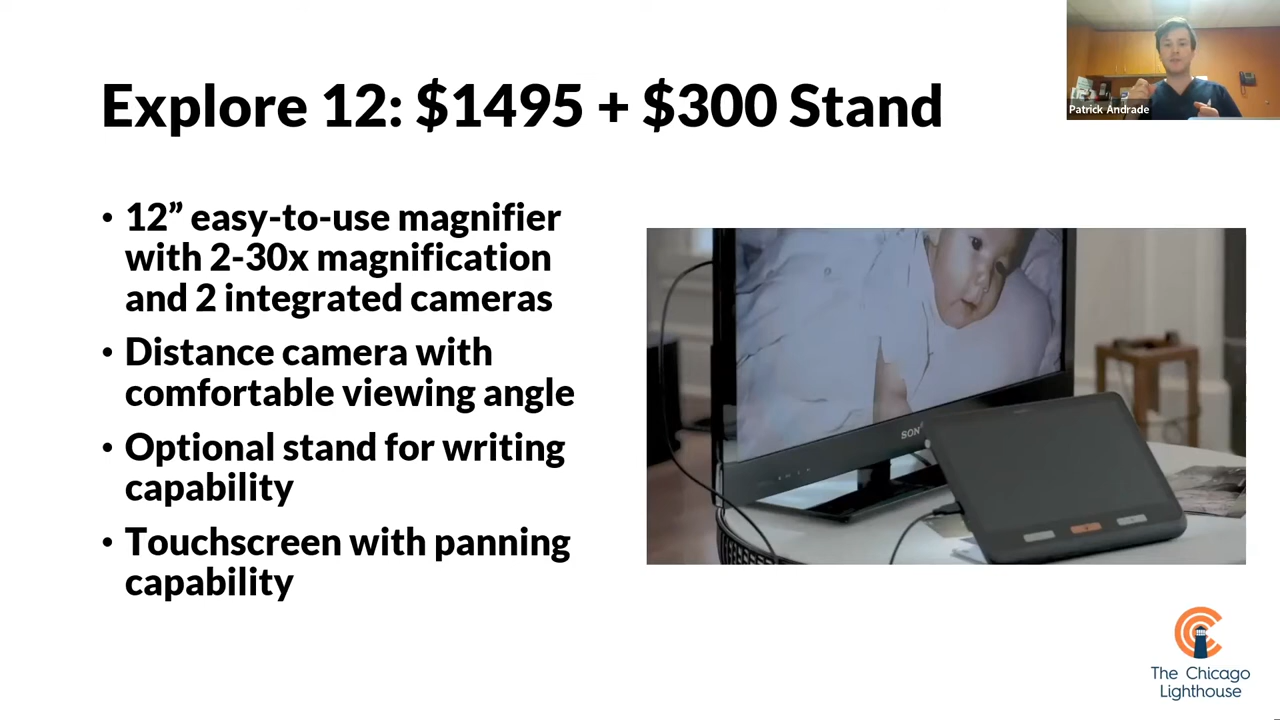 Explore 12: $1495 + $300 Stand
Patrick Andrade
• 12” easy-to-use magnifier
with 2-30x magnification
and 2 integrated cameras
• Distance camera with
comfortable viewing angle
• Optional stand for writing
capability
• Touchscreen with panning
capability
SONY
The Chicago
Lighthouse